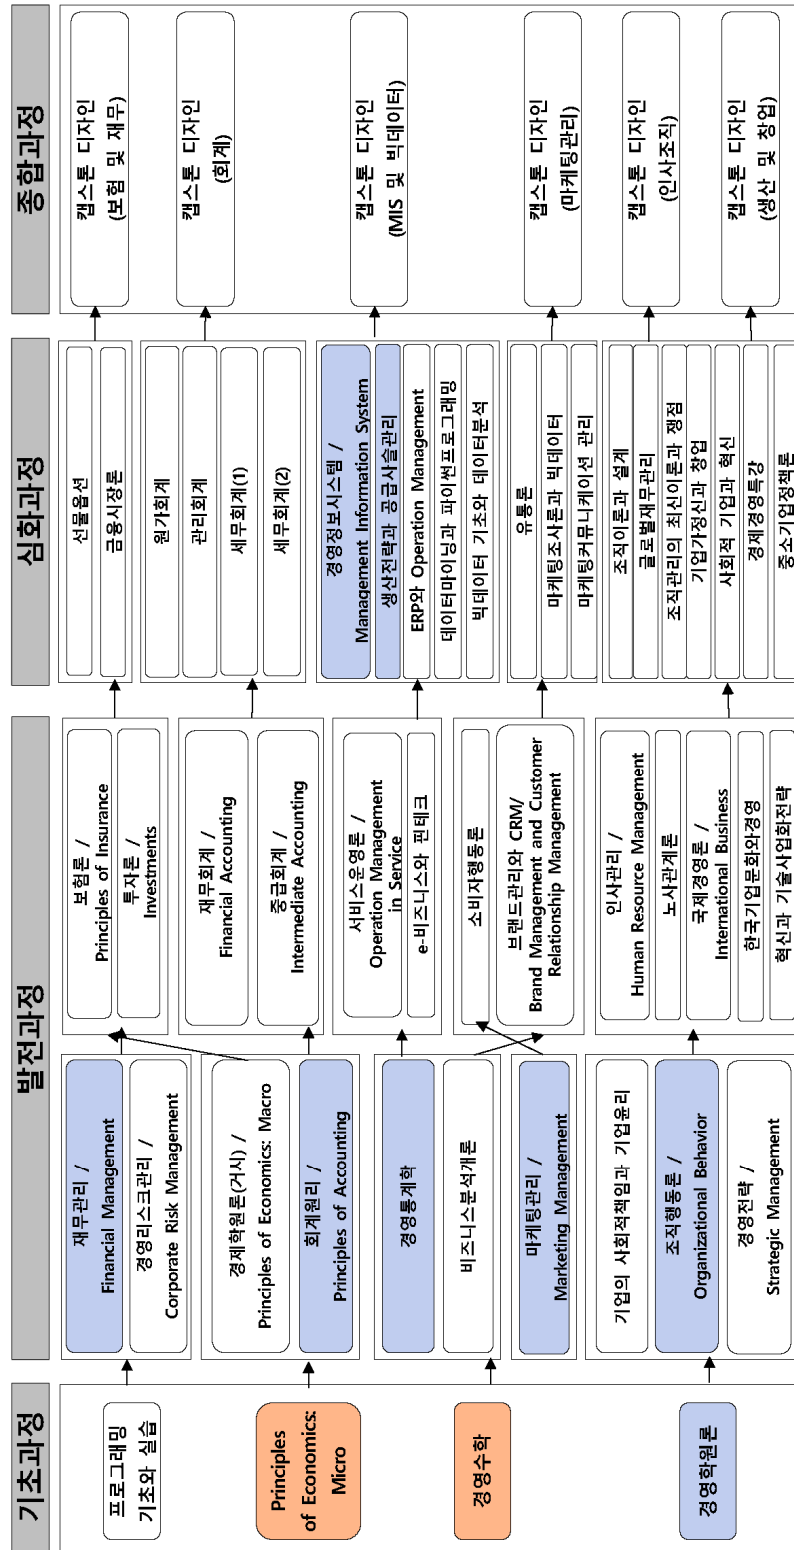 기초과정
프로그래밍
기초와 실습
Principles
of Economics:
Micro
경영수학
경영학원론
발전과정
재무관리 /
Financial Management
경영리스크관리 /
Corporate Risk Management
경제학원론(거시) /
Principles of Economics: Macro
회계원리 /
Principles of Accounting
경영통계학
비즈니스분석개론
마케팅관리 /
Marketing Management
기업의 사회적책임과 기업윤리
조직행동론 /
Organizational Behavior
경영전략 /
Strategic Management
보험론 /
Principles of Insurance
투자론 /
Investments
재무회계 /
Financial Accounting
중급회계 /
Intermediate Accounting
서비스운영론 /
Operation Management
in Service
e-비즈니스와 핀테크
소비자행동론
브랜드관리와 CRM/
Brand Management and Customer
Relationship Management
인사관리 /
Human Resource Management
노사관계론
국제경영론 /
International Business
한국기업문화와경영
혁신과 기술사업화전략
심화과정
선물옵션
금융시장론
원가회계
관리회계
세무회계(1)
세무회계(2)
경영정보시스템 /
Management Information System
생산전략과 공급사슬관리
ERP와 Operation Management
데이터마이닝과 파이썬프로그래밍
빅데이터 기초와 데이터분석
유통론
마케팅조사론과 빅데이터
마케팅커뮤니케이션 관리
조직이론과 설계
글로벌재무관리
조직관리의 최신이론과 쟁점
기업가정신과 창업
사회적 기업과 혁신
경제경영특강
중소기업정책론
종합과정
캡스톤 디자인
(보험 및 재무)
캡스톤 디자인
(회계)
캡스톤 디자인
(MIS 및 빅데이터)
캡스톤 디자인
(마케팅관리)
캡스톤 디자인
(인사조직)
캡스톤 디자인
(생산 및 창업)